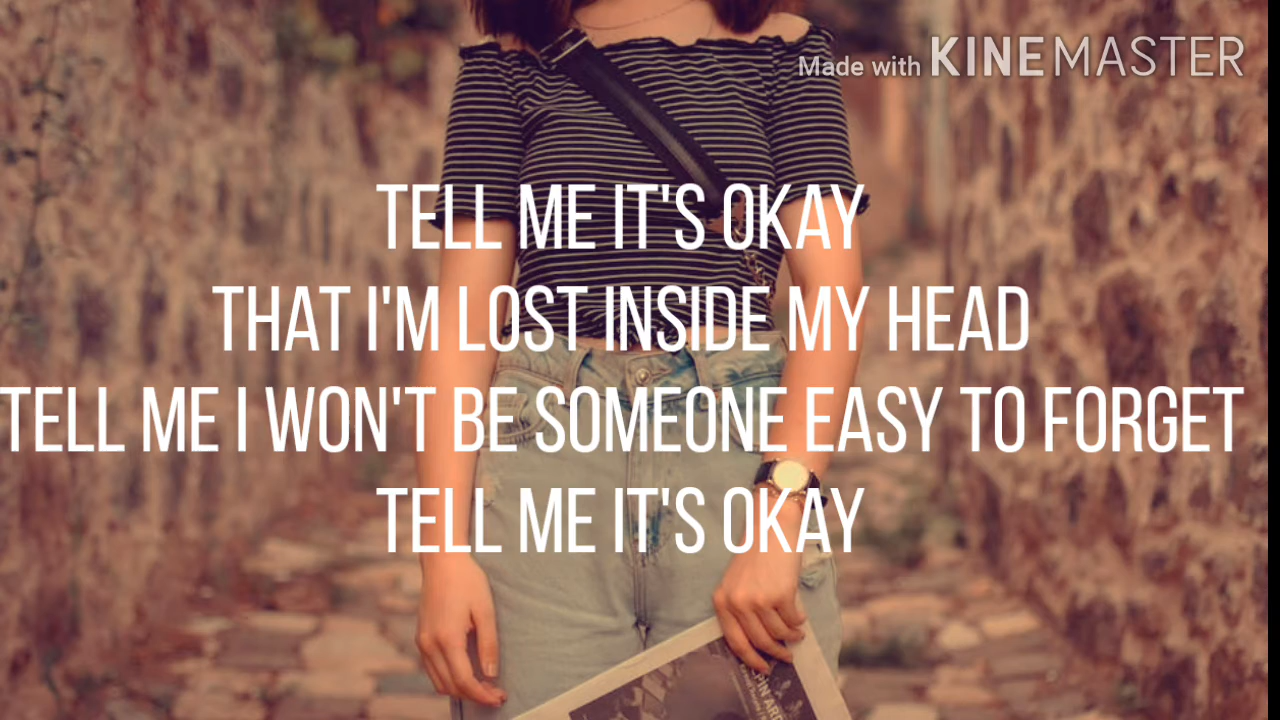 Made with KINEMASTER
TELL ME IT'S OKAY
THAT I'M LOST INSIDE MY HEAD
TELL ME I WON'T BE SOMEONE EASY TO FORGET
TELL ME IT'S OKAY